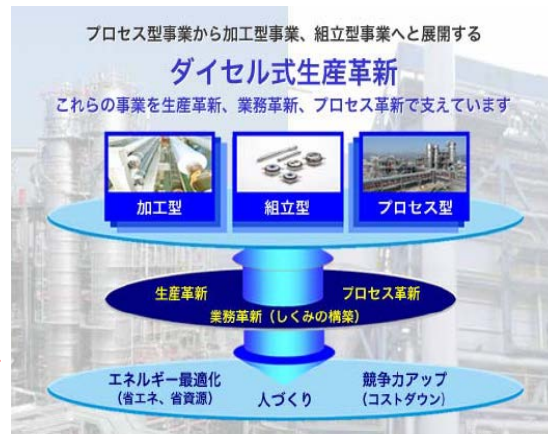 プロセス型事業から加工型事業、組立型事業へと展開する
ダイセル式生産革新
これらの事業を生産革新、業務革新、プロセス革新で支えています
加工型
組立型
プロセス型
生産革新
プロセス革新
業務革新（しくみの構築）
エネルギー最適化
（省エネ、省資源）
人づくり
競争力アップ
（コストダウン）